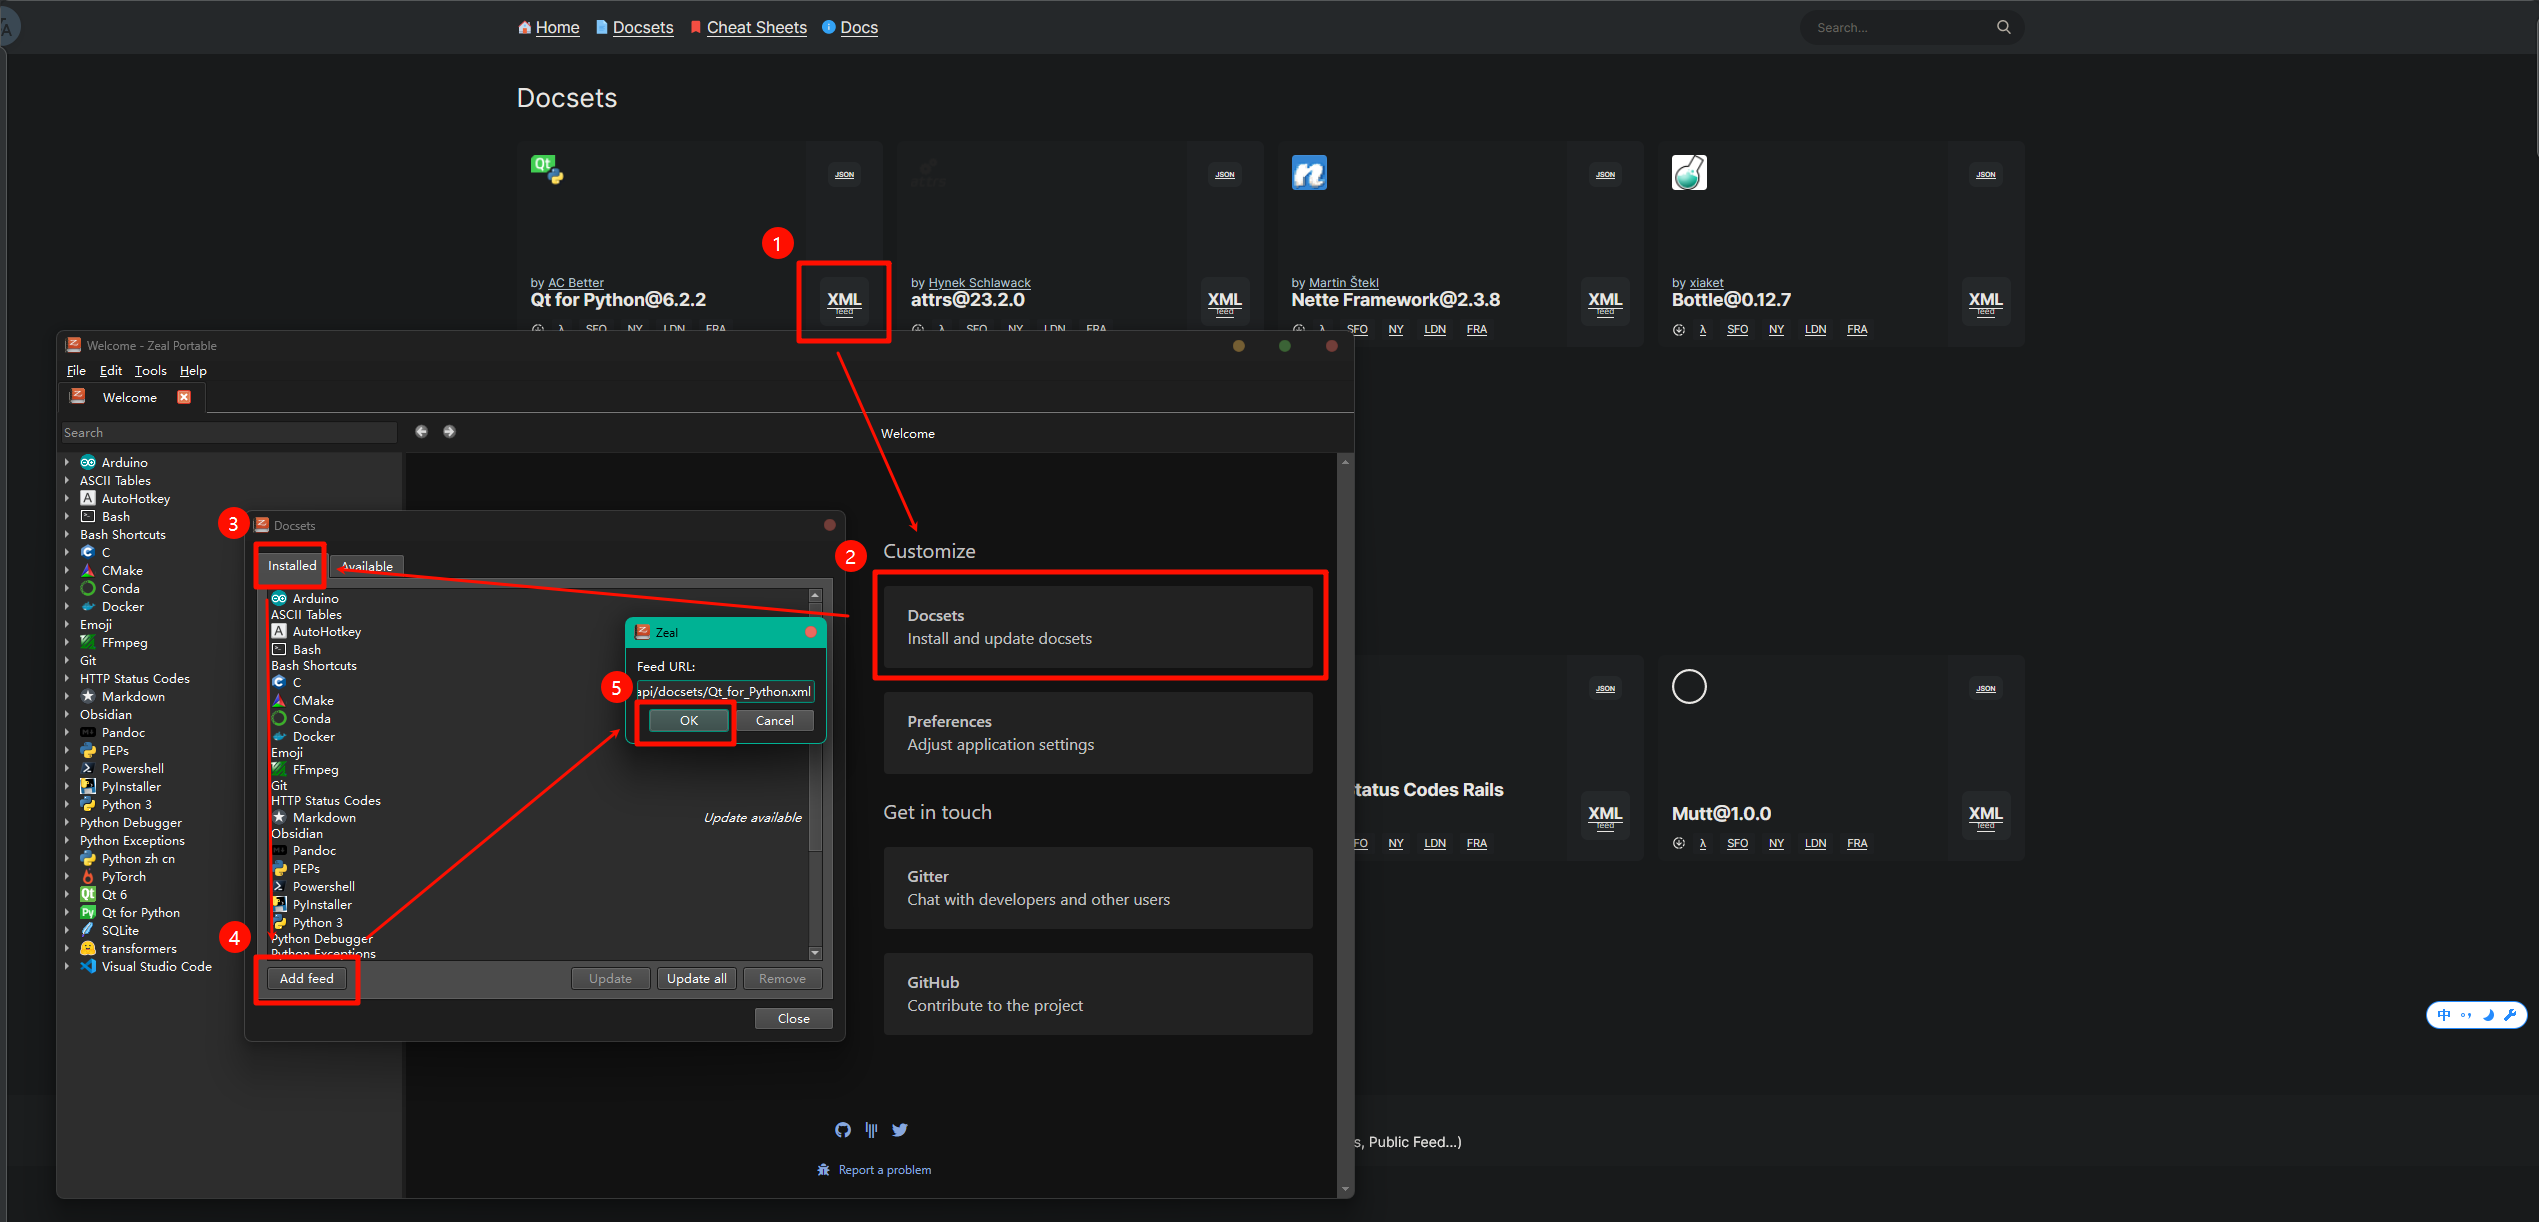 Home Docsets Cheat Sheets Docs
Search...
Docsets
JSON
JSON
JSON
JSON
1
by AC Better
Qt for Python@6.2.2
XML
feed
by Hynek Schlawack
attrs@23.2.0
XML
feed
by Martin Štekl
Nette Framework@2.3.8
XML
feed
by xiaket
Bottle@0.12.7
XML
feed
λ SFO NY LDN FRA
λ SFO NY LDN FRA
λ SFO NY LDN FRA
λ SFO NY LDN FRA
Welcome - Zeal Portable
File Edit Tools Help
Welcome
Search
Welcome
Arduino
ASCII Tables
AutoHotkey
Bash
Bash Shortcuts
C
CMake
Conda
Docker
Emoji
FFmpeg
Git
HTTP Status Codes
Markdown
Obsidian
Pandoc
PEPs
Powershell
PyInstaller
Python 3
Python Debugger
Python Exceptions
Python zh cn
PyTorch
Qt 6
Qt for Python
SQLite
transformers
Visual Studio Code
3
Docsets
Installed Available
Arduino
ASCII Tables
AutoHotkey
Bash
Bash Shortcuts
C
CMake
Conda
Docker
Emoji
FFmpeg
Git
HTTP Status Codes
Markdown Update available
Obsidian
Pandoc
PEPs
Powershell
PyInstaller
Python 3
Python Debugger
Python Exceptions
4
Add feed Update Update all Remove
Close
Zeal
Feed URL:
5
api/docsets/Qt_for_Python.xml
OK Cancel
2
Customize
Docsets
Install and update docsets
Preferences
Adjust application settings
Get in touch
Gitter
Chat with developers and other users
GitHub
Contribute to the project
Report a problem
JSON
JSON
tatus Codes Rails
XML
feed
FO NY LDN FRA
Mutt@1.0.0
XML
feed
λ SFO NY LDN FRA
s, Public Feed...)
中